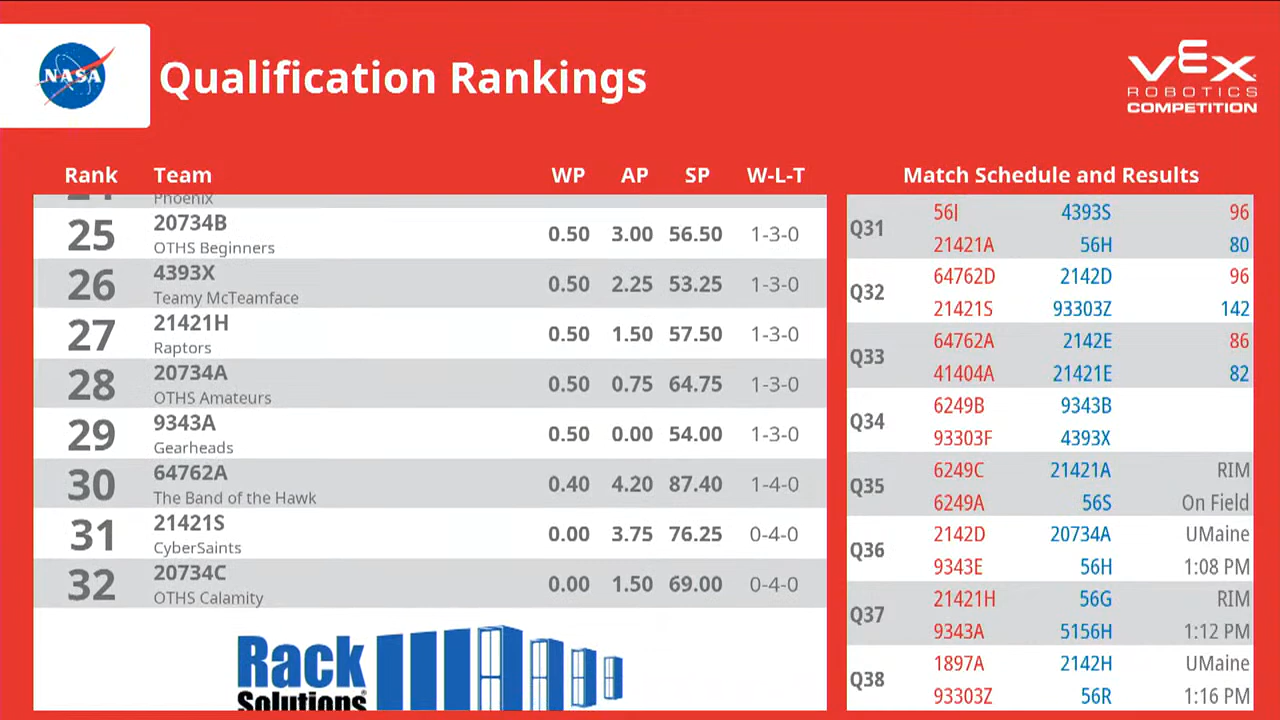 NASA
Qualification Rankings
VEX
ROBOTICS
COMPETITION
Rank Team WP AP SP W-L-T
Phoenix
25 20734B 0.50 3.00 56.50 1-3-0
OTHS Beginners
26 4393X 0.50 2.25 53.25 1-3-0
Teamy McTeamface
27 21421H 0.50 1.50 57.50 1-3-0
Raptors
28 20734A 0.50 0.75 64.75 1-3-0
OTHS Amateurs
29 9343A 0.50 0.00 54.00 1-3-0
Gearheads
30 64762A 0.40 4.20 87.40 1-4-0
The Band of the Hawk
31 21421S 0.00 3.75 76.25 0-4-0
CyberSaints
32 20734C 0.00 1.50 69.00 0-4-0
OTHS Calamity
Rack
Solutions
Match Schedule and Results
Q31 56J 4393S 96
21421A 56H 80
Q32 64762D 2142D 96
21421S 93303Z 142
Q33 64762A 2142E 86
41404A 21421E 82
Q34 6249B 9343B
93303F 4393X
Q35 6249C 21421A RIM
6249A 56S On Field
Q36 2142D 20734A UMaine
9343E 56H 1:08 PM
Q37 21421H 56G RIM
9343A 5156H 1:12 PM
Q38 1897A 2142H UMaine
93303Z 56R 1:16 PM